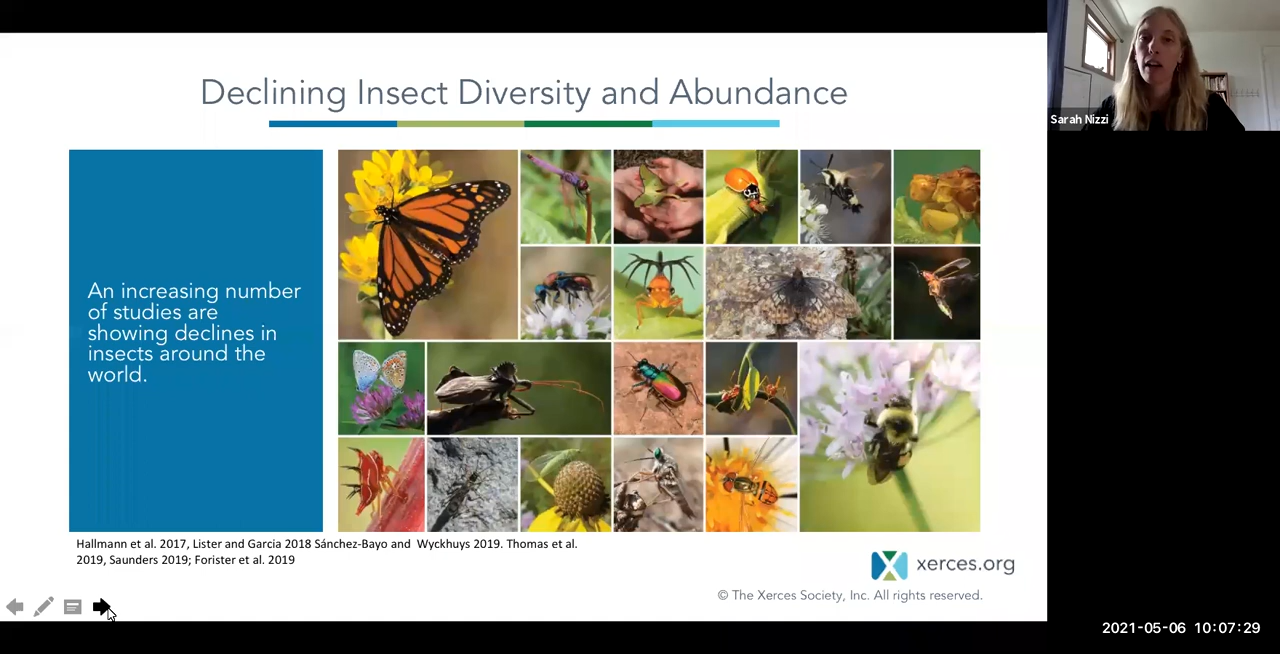 Declining Insect Diversity and Abundance
Sarah Nizzi
An increasing number
of studies are
showing declines in
insects around the
world.
Hallmann et al. 2017, Lister and Garcia 2018 Sánchez-Bayo and  Wyckhuys 2019. Thomas et al.
2019, Saunders 2019; Forister et al. 2019
xerces.org
© The Xerces Society, Inc. All rights reserved.
2021-05-06 10:07:29